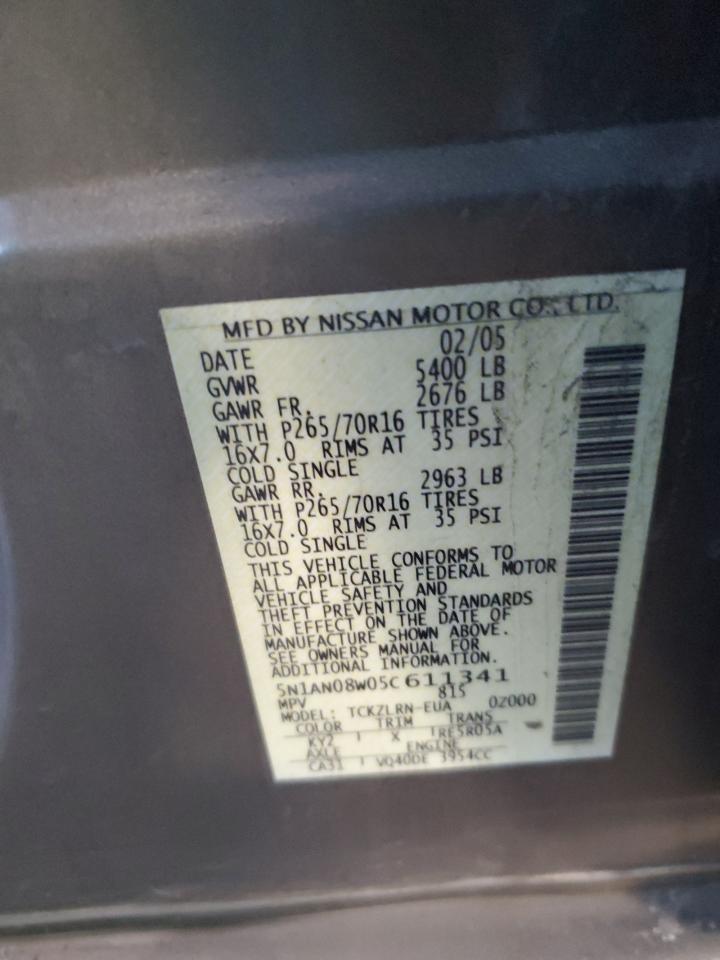 MFD BY NISSAN MOTOR CO., LTD.
DATE 02/05
GVWR 5400 LB
GAWR FR. 2676 LB
WITH P265/70R16 TIRES
16X7.0 RIMS AT 35 PSI
COLD SINGLE
GAWR RR. 2963 LB
WITH P265/70R16 TIRES
16X7.0 RIMS AT 35 PSI
COLD SINGLE
THIS VEHICLE CONFORMS TO
ALL APPLICABLE FEDERAL MOTOR
VEHICLE SAFETY AND
THEFT PREVENTION STANDARDS
IN EFFECT ON THE DATE OF
MANUFACTURE SHOWN ABOVE.
SEE OWNERS MANUAL FOR
ADDITIONAL INFORMATION.
5N1AN08W05C611341
MPV 815
MODEL: TCKZLRN-EUA 02000
COLOR TRIM TRANS
KY2 X RE5R05A
AXLE ENGINE
CA31 VQ40DE 3954CC